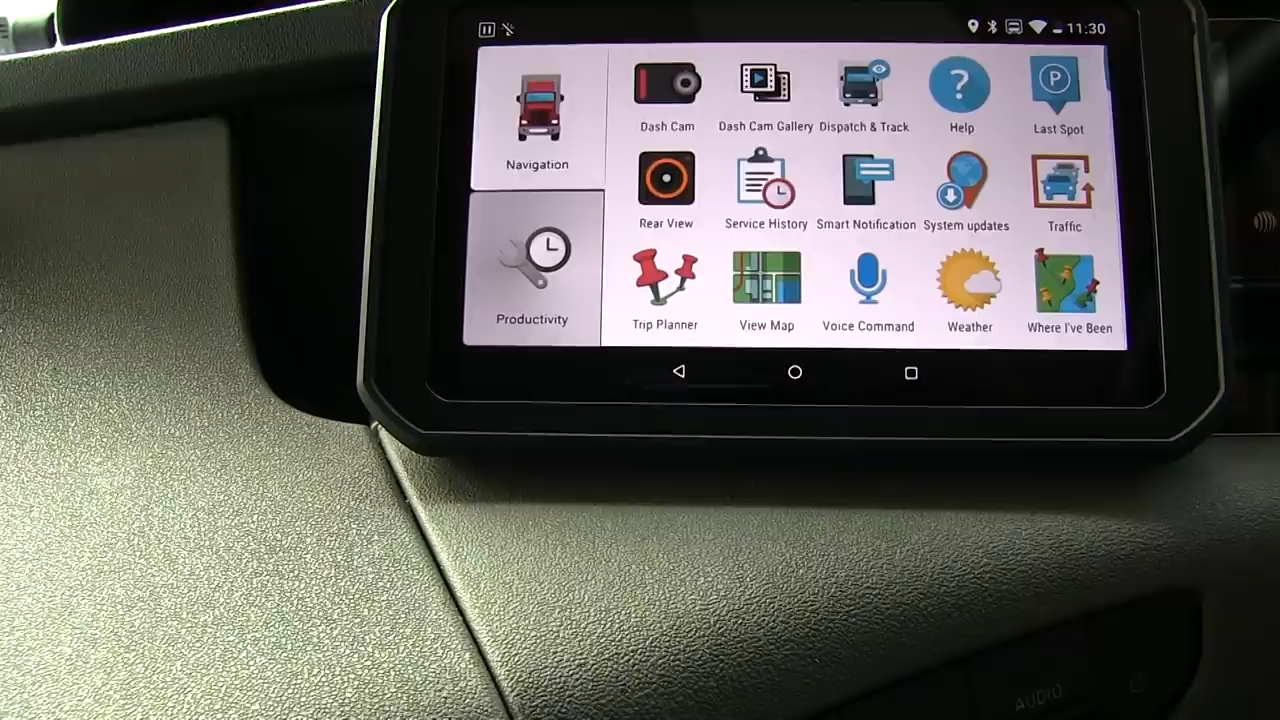 11:30
Navigation
Productivity
Dash Cam
Dash Cam Gallery
Dispatch & Track
Help
P
Last Spot
Rear View
Service History
Smart Notification
System updates
Traffic
Trip Planner
View Map
Voice Command
Weather
Where I've Been
AUDIO